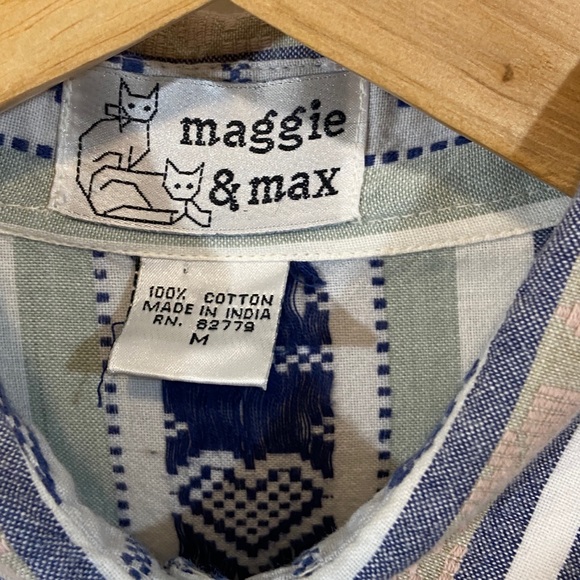 maggie
& max
100% COTTON
MADE IN INDIA
RN. 82779
M